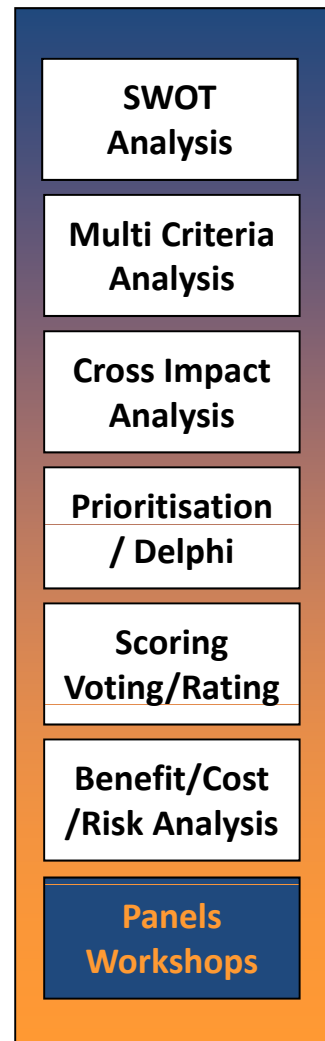 SWOT
Analysis
Multi Criteria
Analysis
Cross Impact
Analysis
Prioritisation
/ Delphi
Scoring
Voting/Rating
Benefit/Cost
/Risk Analysis
Panels
Workshops